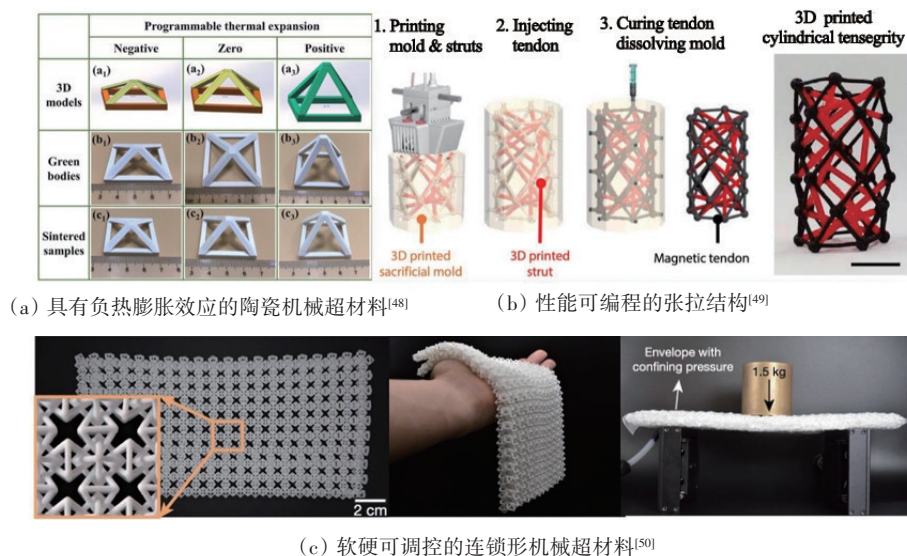 Programmable thermal expansion
Negative Zero Positive
3D models
(a₁) (a₂) (a₃)
Green bodies
(b₁) (b₂) (b₃)
Sintered samples
(c₁) (c₂) (c₃)
1. Printing mold & struts
2. Injecting tendon
3. Curing tendon dissolving mold
3D printed cylindrical tensegrity
3D printed sacrificial mold
3D printed strut
Magnetic tendon
(a) 具有负热膨胀效应的陶瓷机械超材料[48]
(b) 性能可编程的张拉结构[49]
2 cm
Envelope with confining pressure
1.5 kg
(c) 软硬可调控的连锁形机械超材料[50]